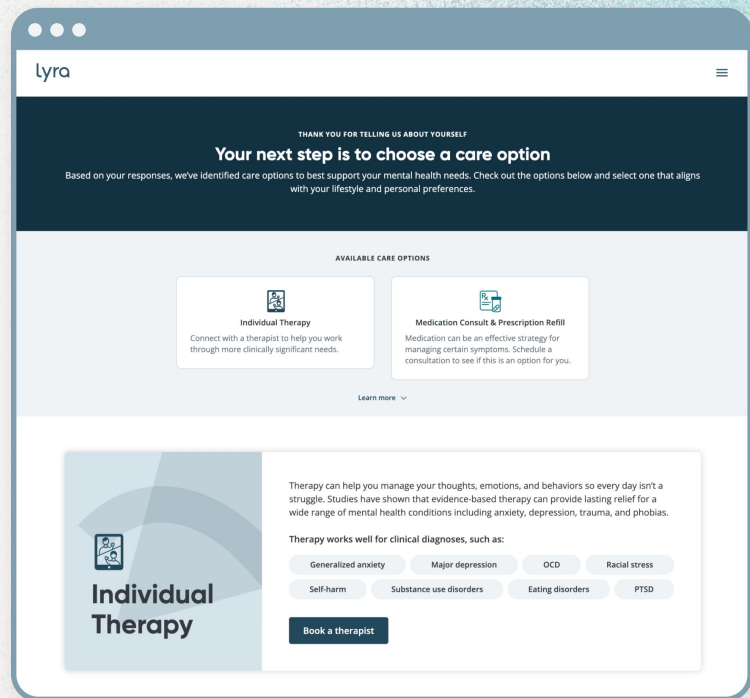 lyra
THANK YOU FOR TELLING US ABOUT YOURSELF
Your next step is to choose a care option
Based on your responses, we've identified care options to best support your mental health needs. Check out the options below and select one that aligns
with your lifestyle and personal preferences.
AVAILABLE CARE OPTIONS
Individual Therapy
Connect with a therapist to help you work
through more clinically significant needs.
Rx
Medication Consult & Prescription Refill
Medication can be an effective strategy for
managing certain symptoms. Schedule a
consultation to see if this is an option for you.
Learn more
Individual
Therapy
Therapy can help you manage your thoughts, emotions, and behaviors so every day isn't a
struggle. Studies have shown that evidence-based therapy can provide lasting relief for a
wide range of mental health conditions including anxiety, depression, trauma, and phobias.
Therapy works well for clinical diagnoses, such as:
Generalized anxiety Major depression OCD Racial stress
Self-harm Substance use disorders Eating disorders PTSD
Book a therapist